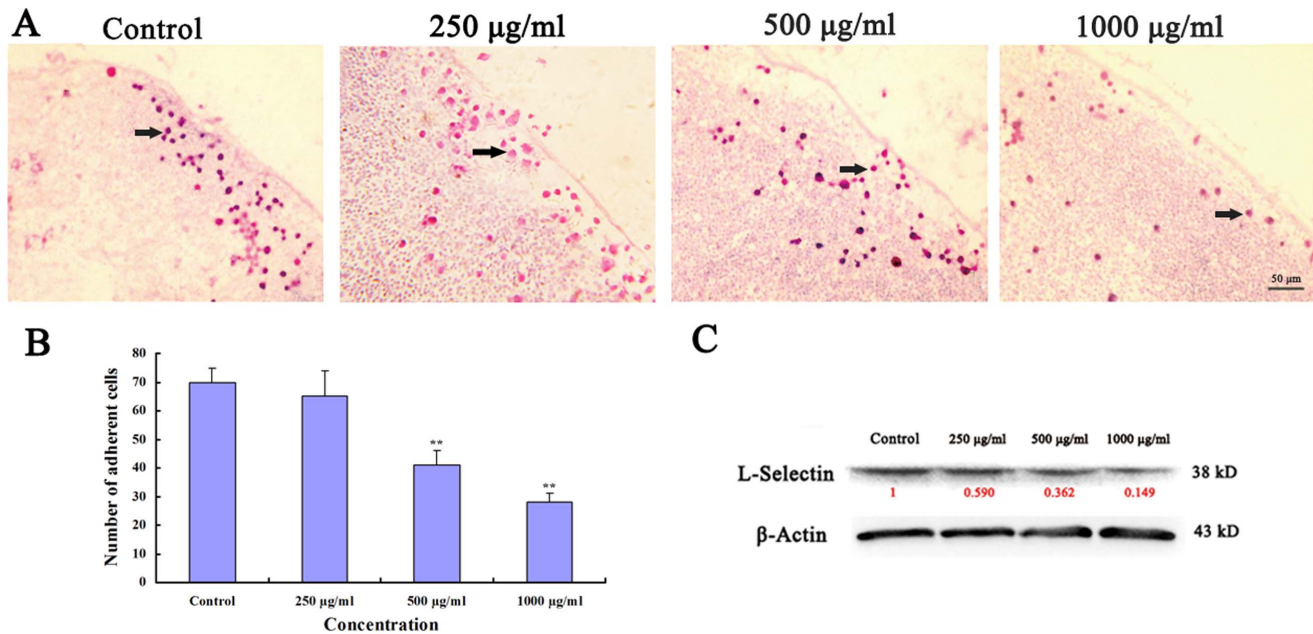 A
Control
250 μg/ml
500 μg/ml
1000 μg/ml
50 μm
B
Number of adherent cells
80
70
60
50
40
30
20
10
0
**
**
Control
250 μg/ml
500 μg/ml
1000 μg/ml
Concentration
C
Control
250 μg/ml
500 μg/ml
1000 μg/ml
L-Selectin
38 kD
1
0.590
0.362
0.149
β-Actin
43 kD